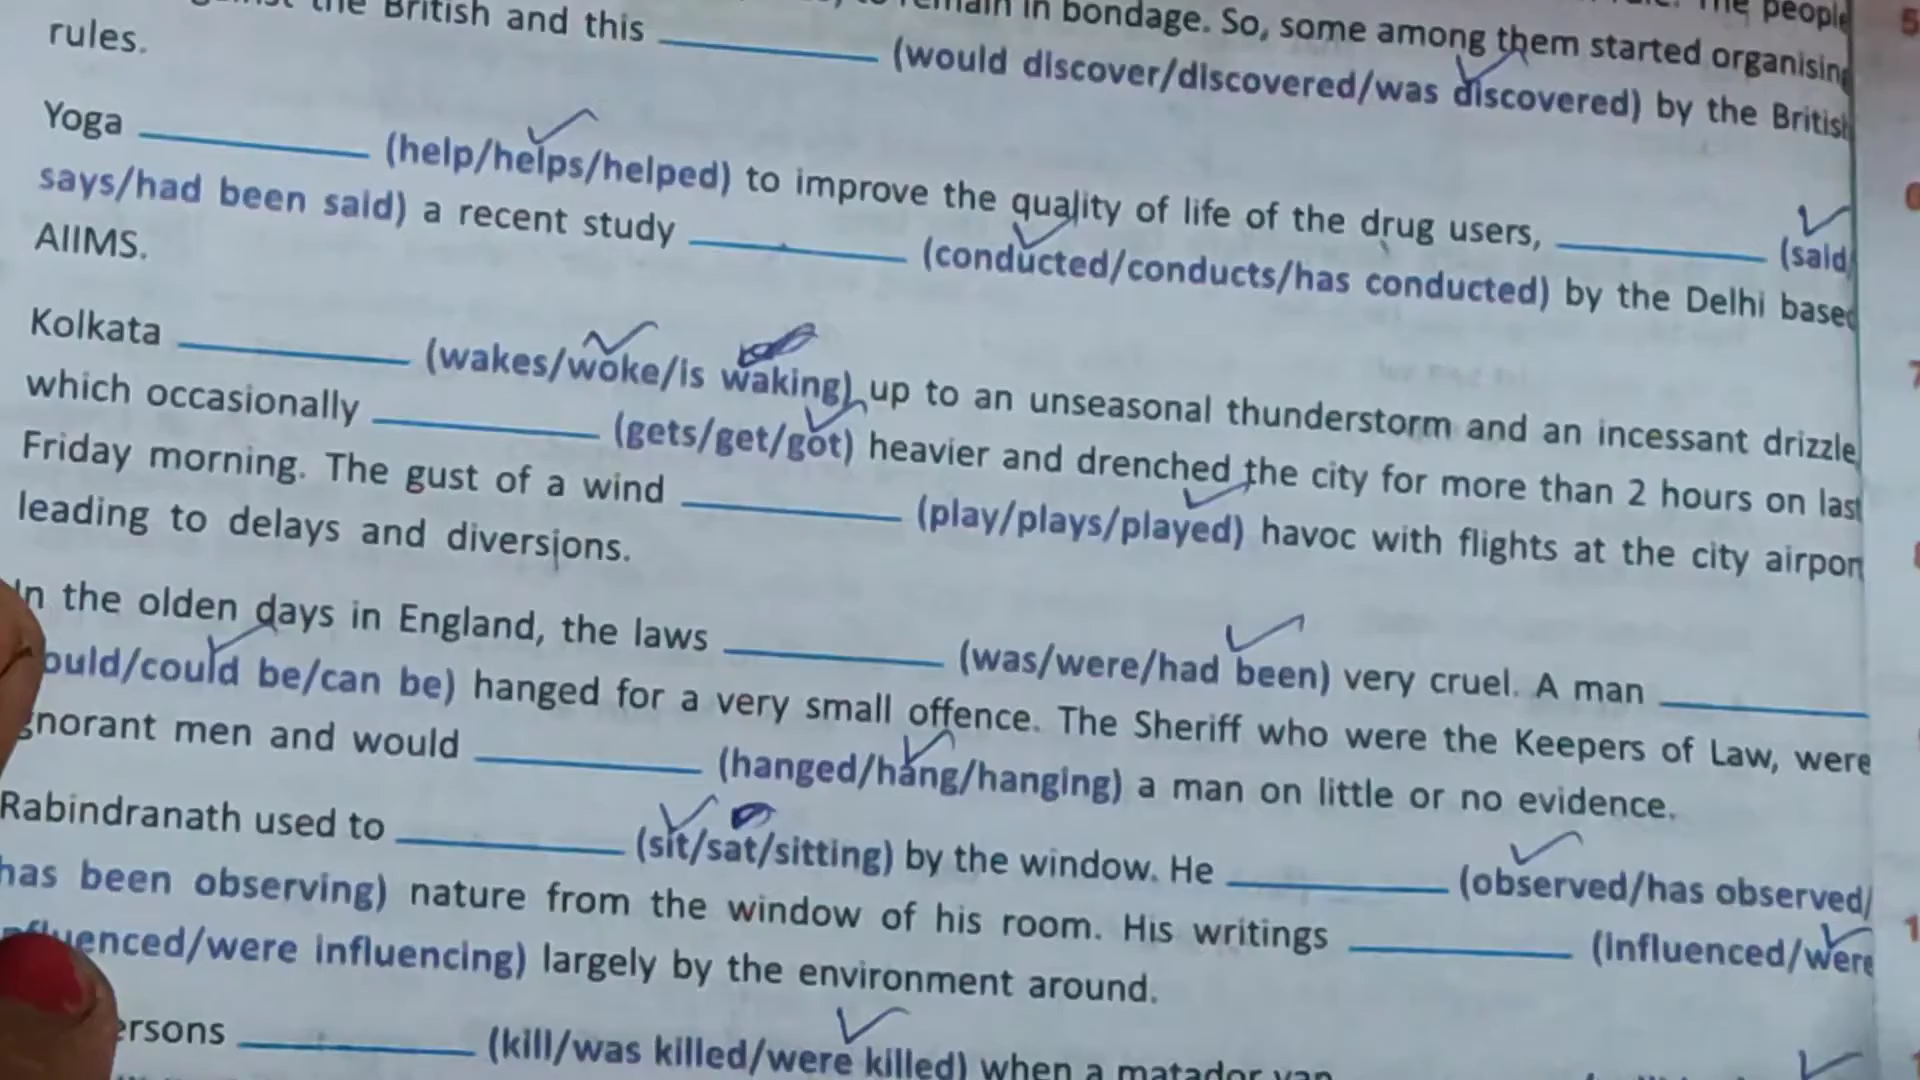 the British and this ________ (would discover/discovered/was discovered) by the British
rules.
remain in bondage. So, some among them started organising
The people
Yoga ________ (help/helps/helped) to improve the quality of life of the drug users, ________ (said/
says/had been said) a recent study ________ (conducted/conducts/has conducted) by the Delhi based
AIIMS.
Kolkata ________ (wakes/woke/is waking) up to an unseasonal thunderstorm and an incessant drizzle
which occasionally ________ (gets/get/got) heavier and drenched the city for more than 2 hours on last
Friday morning. The gust of a wind ________ (play/plays/played) havoc with flights at the city airport
leading to delays and diversions.
In the olden days in England, the laws ________ (was/were/had been) very cruel. A man ________
ould/could be/can be) hanged for a very small offence. The Sheriff who were the Keepers of Law, were
gnorant men and would ________ (hanged/hang/hanging) a man on little or no evidence.
Rabindranath used to ________ (sit/sat/sitting) by the window. He ________ (observed/has observed/
has been observing) nature from the window of his room. His writings ________ (influenced/were
nfluenced/were influencing) largely by the environment around.
ersons ________ (kill/was killed/were killed) when a matador van